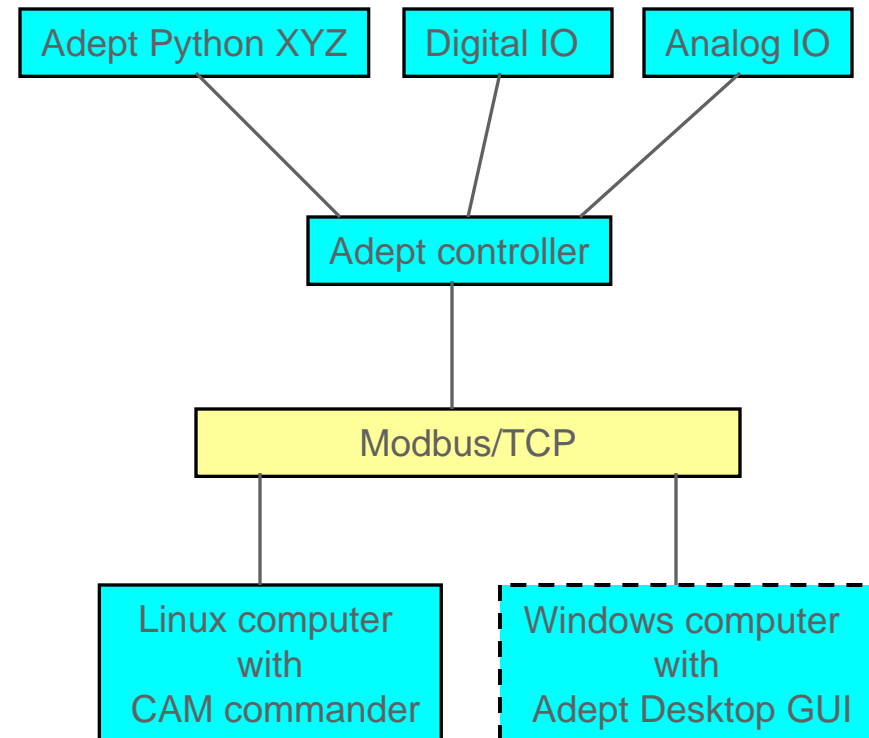 Adept Python XYZ
Digital IO
Analog IO
Adept controller
Modbus/TCP
Linux computer
with
CAM commander
Windows computer
with
Adept Desktop GUI